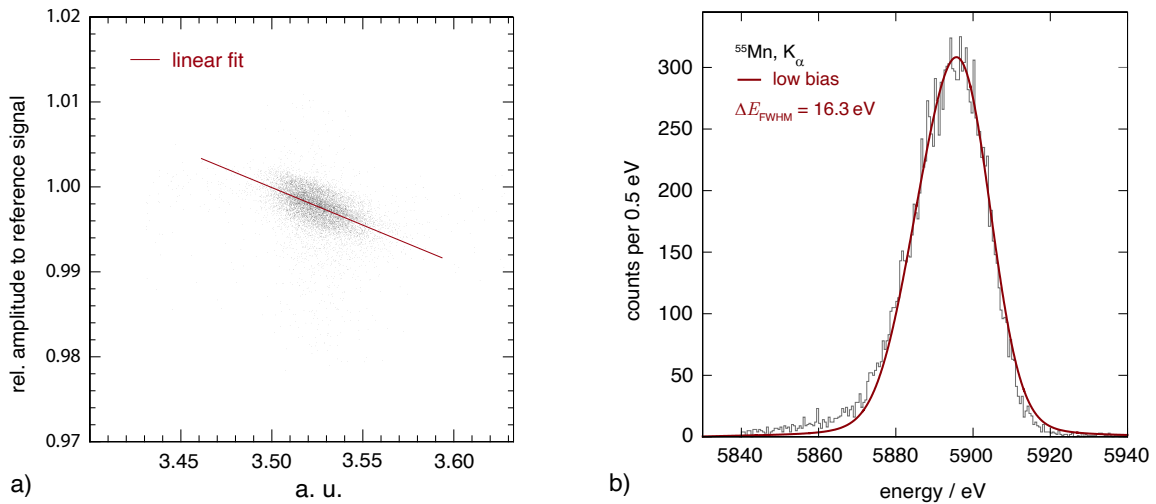 1.02
1.01
1.00
0.99
0.98
0.97
rel. amplitude to reference signal
linear fit
3.45
3.50
3.55
3.60
a. u.
a)
300
250
200
150
100
50
0
counts per 0.5 eV
⁵⁵Mn, Kα
low bias
ΔE_FWHM = 16.3 eV
5840
5860
5880
5900
5920
5940
energy / eV
b)